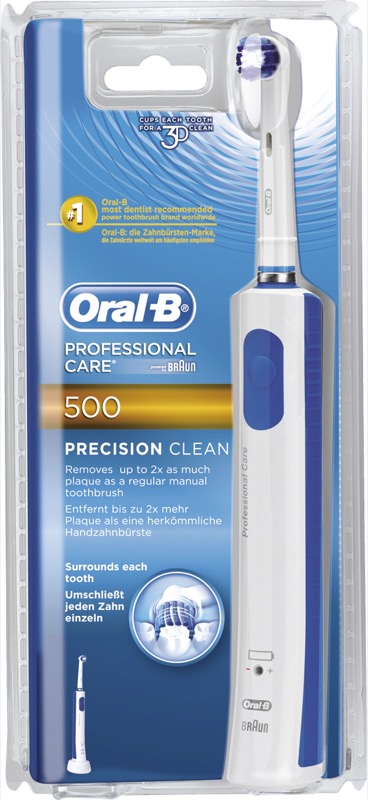 CUPS EACH TOOTH
FOR A 3D CLEAN
#1
Oral-B
most dentist recommended
power toothbrush brand worldwide
Oral-B: die Zahnbürsten-Marke,
die Zahnärzte weltweit am häufigsten empfehlen
Oral-B
Oral-B®
PROFESSIONAL
CARE®
powered by BRAUN
500
PRECISION CLEAN
Removes up to 2x as much
plaque as a regular manual
toothbrush
Entfernt bis zu 2x mehr
Plaque als eine herkömmliche
Handzahnbürste
Surrounds each
tooth
Umschließt
jeden Zahn
einzeln
Professional Care
- +
Oral-B
BRAUN